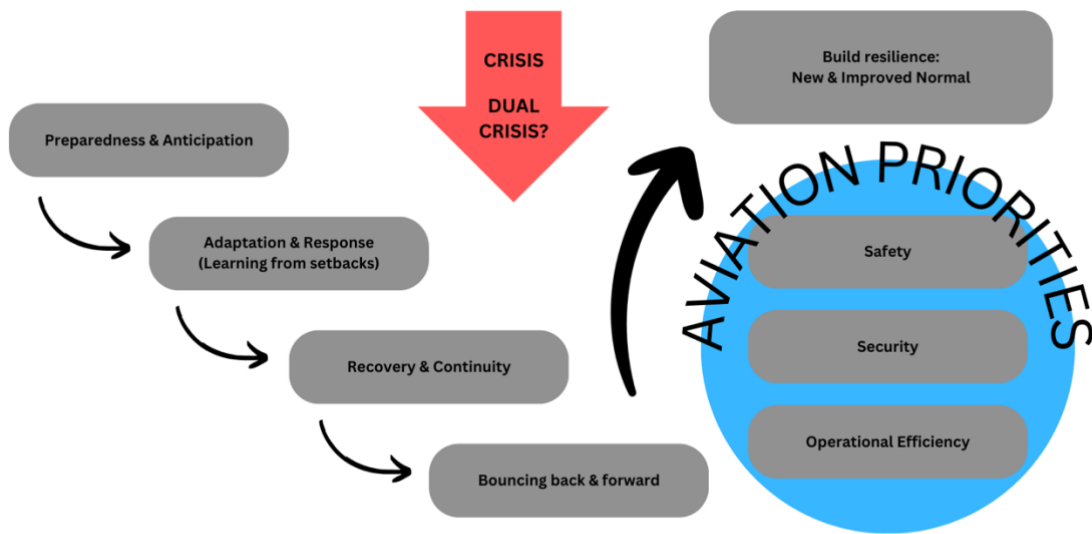 CRISIS
DUAL
CRISIS?
Build resilience:
New & Improved Normal
Preparedness & Anticipation
Adaptation & Response
(Learning from setbacks)
Recovery & Continuity
Bouncing back & forward
AVIATION PRIORITIES
Safety
Security
Operational Efficiency